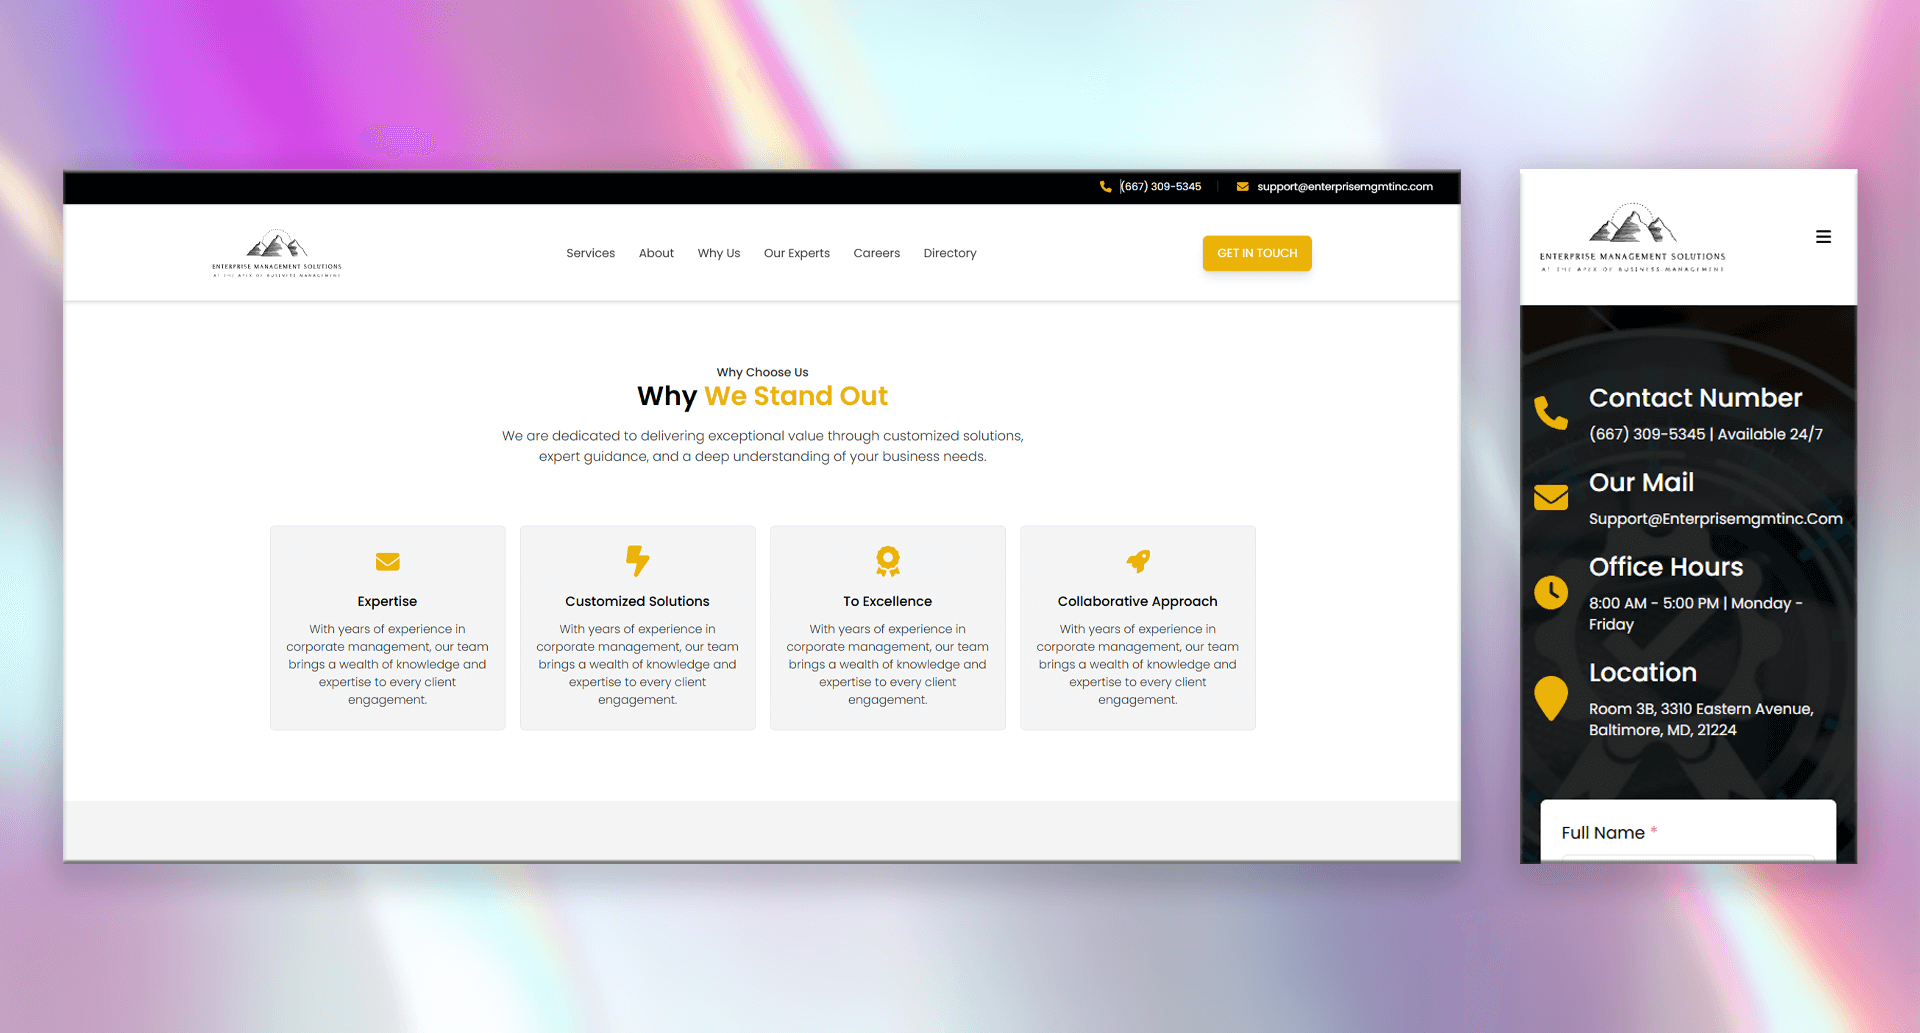 (667) 309-5345
support@enterprisemgmtinc.com
ENTERPRISE MANAGEMENT SOLUTIONS
AT THE APEX OF BUSINESS MANAGEMENT
Services About Why Us Our Experts Careers Directory
GET IN TOUCH
Why Choose Us
Why We Stand Out
We are dedicated to delivering exceptional value through customized solutions,
expert guidance, and a deep understanding of your business needs.
Expertise
With years of experience in
corporate management, our team
brings a wealth of knowledge and
expertise to every client
engagement.
Customized Solutions
With years of experience in
corporate management, our team
brings a wealth of knowledge and
expertise to every client
engagement.
To Excellence
With years of experience in
corporate management, our team
brings a wealth of knowledge and
expertise to every client
engagement.
Collaborative Approach
With years of experience in
corporate management, our team
brings a wealth of knowledge and
expertise to every client
engagement.
ENTERPRISE MANAGEMENT SOLUTIONS
AT THE APEX OF BUSINESS MANAGEMENT
Contact Number
(667) 309-5345 | Available 24/7
Our Mail
Support@Enterprisemgmtinc.Com
Office Hours
8:00 AM - 5:00 PM | Monday -
Friday
Location
Room 3B, 3310 Eastern Avenue,
Baltimore, MD, 21224
Full Name *